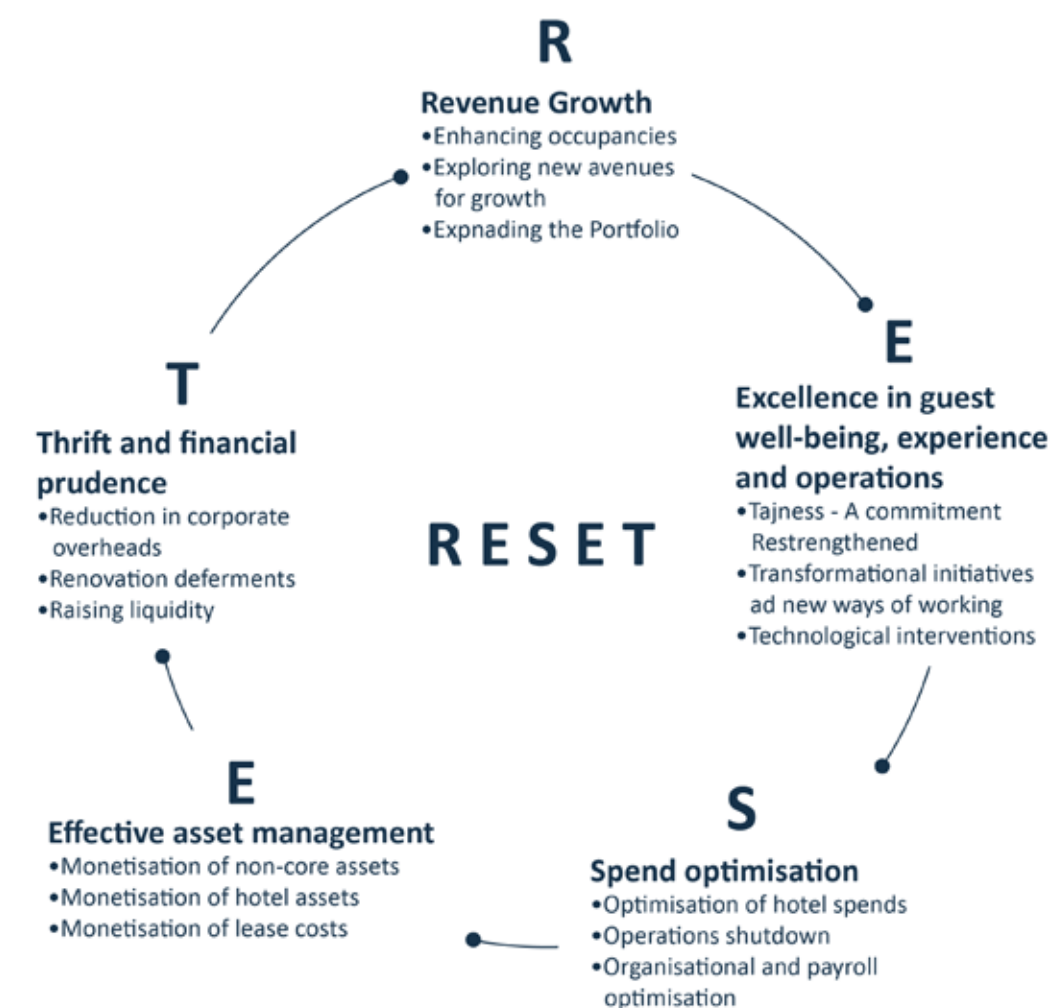 R
Revenue Growth
•Enhancing occupancies
•Exploring new avenues
for growth
•Expnading the Portfolio
E
Excellence in guest
well-being, experience
and operations
•Tajness - A commitment
Restrengthened
•Transformational initiatives
ad new ways of working
•Technological interventions
S
Spend optimisation
•Optimisation of hotel spends
•Operations shutdown
•Organisational and payroll
optimisation
E
Effective asset management
•Monetisation of non-core assets
•Monetisation of hotel assets
•Monetisation of lease costs
T
Thrift and financial
prudence
•Reduction in corporate
overheads
•Renovation deferments
•Raising liquidity
R E S E T